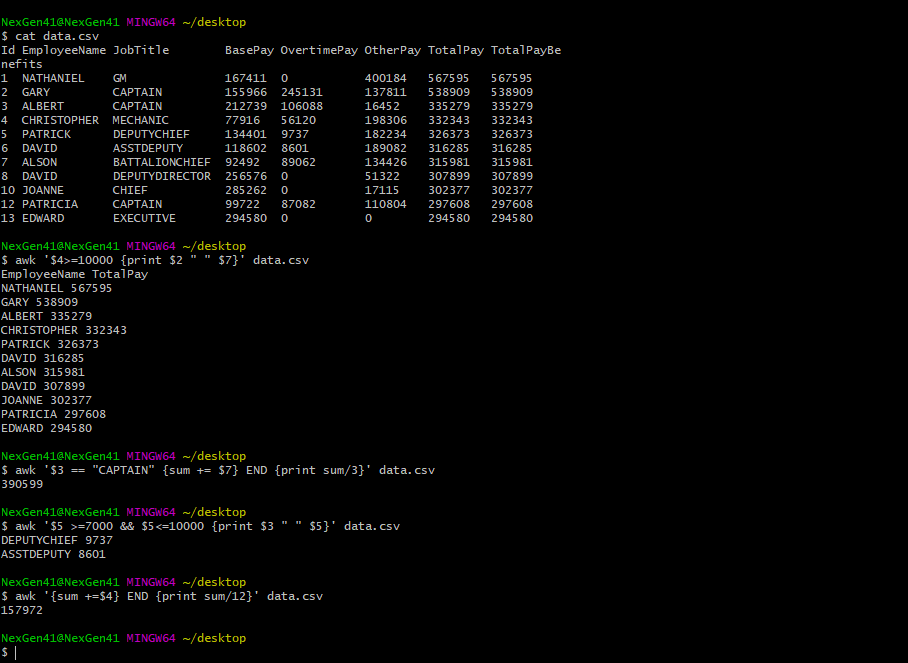 NexGen41@NexGen41 MINGW64 ~/desktop
$ cat data.csv
Id EmployeeName JobTitle BasePay OvertimePay OtherPay TotalPay TotalPayBe
nefits
1 NATHANIEL GM 167411 0 400184 567595 567595
2 GARY CAPTAIN 155966 245131 137811 538909 538909
3 ALBERT CAPTAIN 212739 106088 16452 335279 335279
4 CHRISTOPHER MECHANIC 77916 56120 198306 332343 332343
5 PATRICK DEPUTYCHIEF 134401 9737 182234 326373 326373
6 DAVID ASSTDEPUTY 118602 8601 189082 316285 316285
7 ALSON BATTALIONCHIEF 92492 89062 134426 315981 315981
8 DAVID DEPUTYDIRECTOR 256576 0 51322 307899 307899
10 JOANNE CHIEF 285262 0 17115 302377 302377
12 PATRICIA CAPTAIN 99722 87082 110804 297608 297608
13 EDWARD EXECUTIVE 294580 0 0 294580 294580
NexGen41@NexGen41 MINGW64 ~/desktop
$ awk '$4>=10000 {print $2 " " $7}' data.csv
EmployeeName TotalPay
NATHANIEL 567595
GARY 538909
ALBERT 335279
CHRISTOPHER 332343
PATRICK 326373
DAVID 316285
ALSON 315981
DAVID 307899
JOANNE 302377
PATRICIA 297608
EDWARD 294580
NexGen41@NexGen41 MINGW64 ~/desktop
$ awk '$3 == "CAPTAIN" {sum += $7} END {print sum/3}' data.csv
390599
NexGen41@NexGen41 MINGW64 ~/desktop
$ awk '$5 >=7000 && $5<=10000 {print $3 " " $5}' data.csv
DEPUTYCHIEF 9737
ASSTDEPUTY 8601
NexGen41@NexGen41 MINGW64 ~/desktop
$ awk '{sum +=$4} END {print sum/12}' data.csv
157972
NexGen41@NexGen41 MINGW64 ~/desktop
$